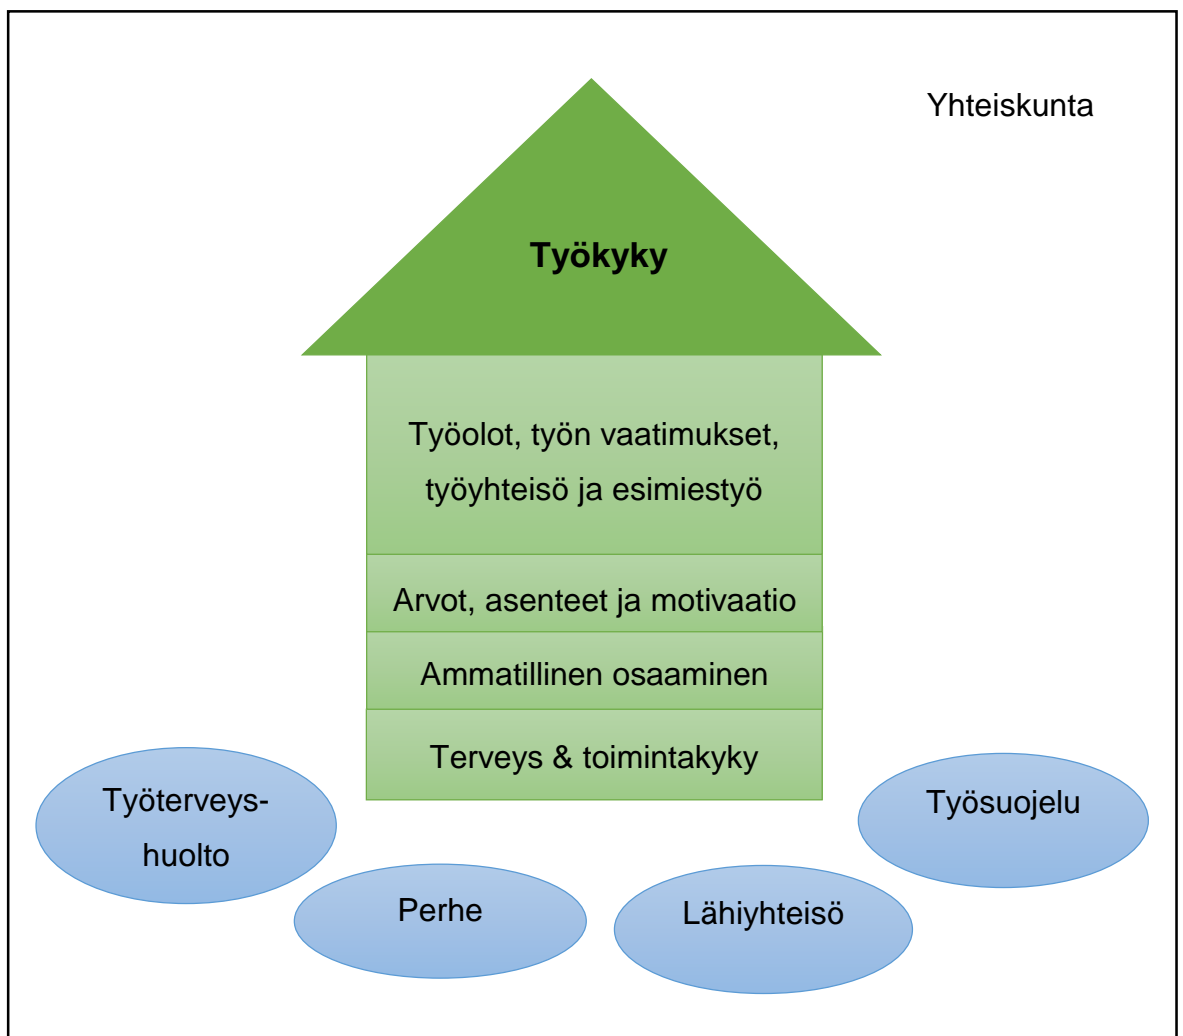 Yhteiskunta
Työkyky
Työolot, työn vaatimukset,
työyhteisö ja esimiestyö
Arvot, asenteet ja motivaatio
Ammatillinen osaaminen
Terveys & toimintakyky
Työterveys-
huolto
Perhe
Lähiyhteisö
Työsuojelu